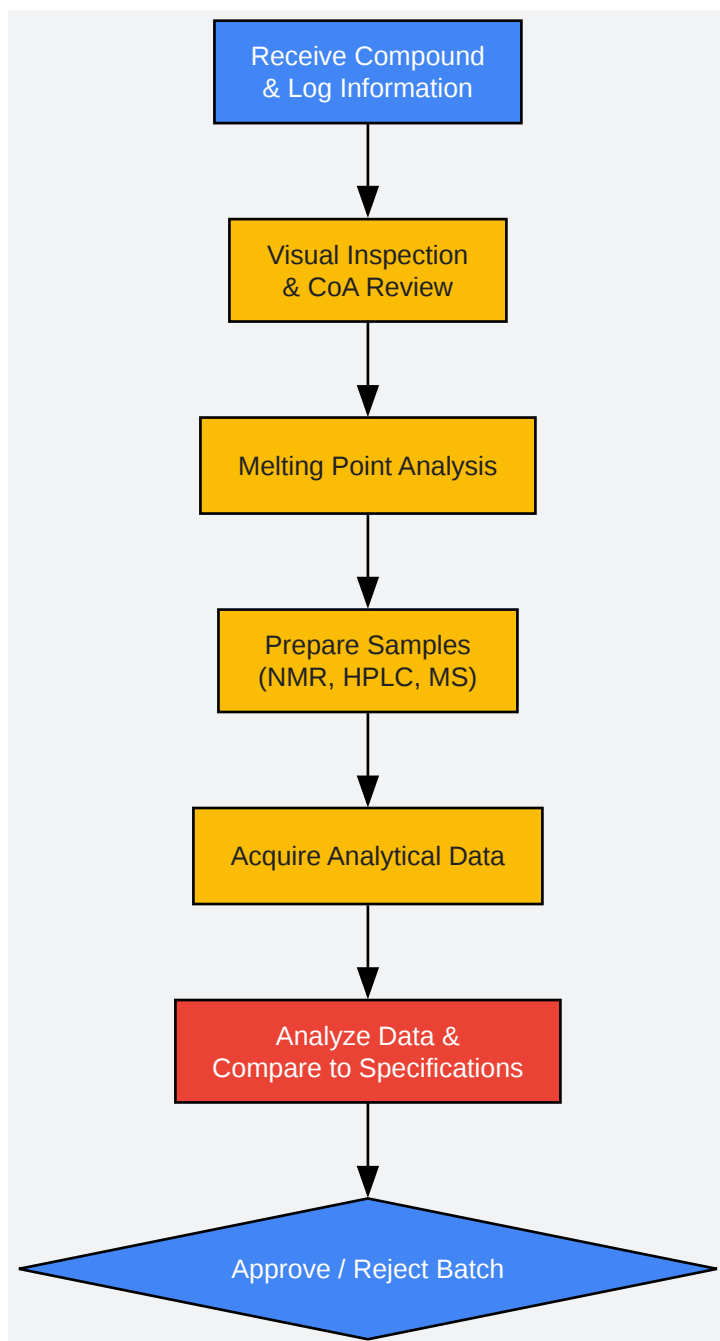 Receive Compound
& Log Information
Visual Inspection
& CoA Review
Melting Point Analysis
Prepare Samples
(NMR, HPLC, MS)
Acquire Analytical Data
Analyze Data &
Compare to Specifications
Approve / Reject Batch